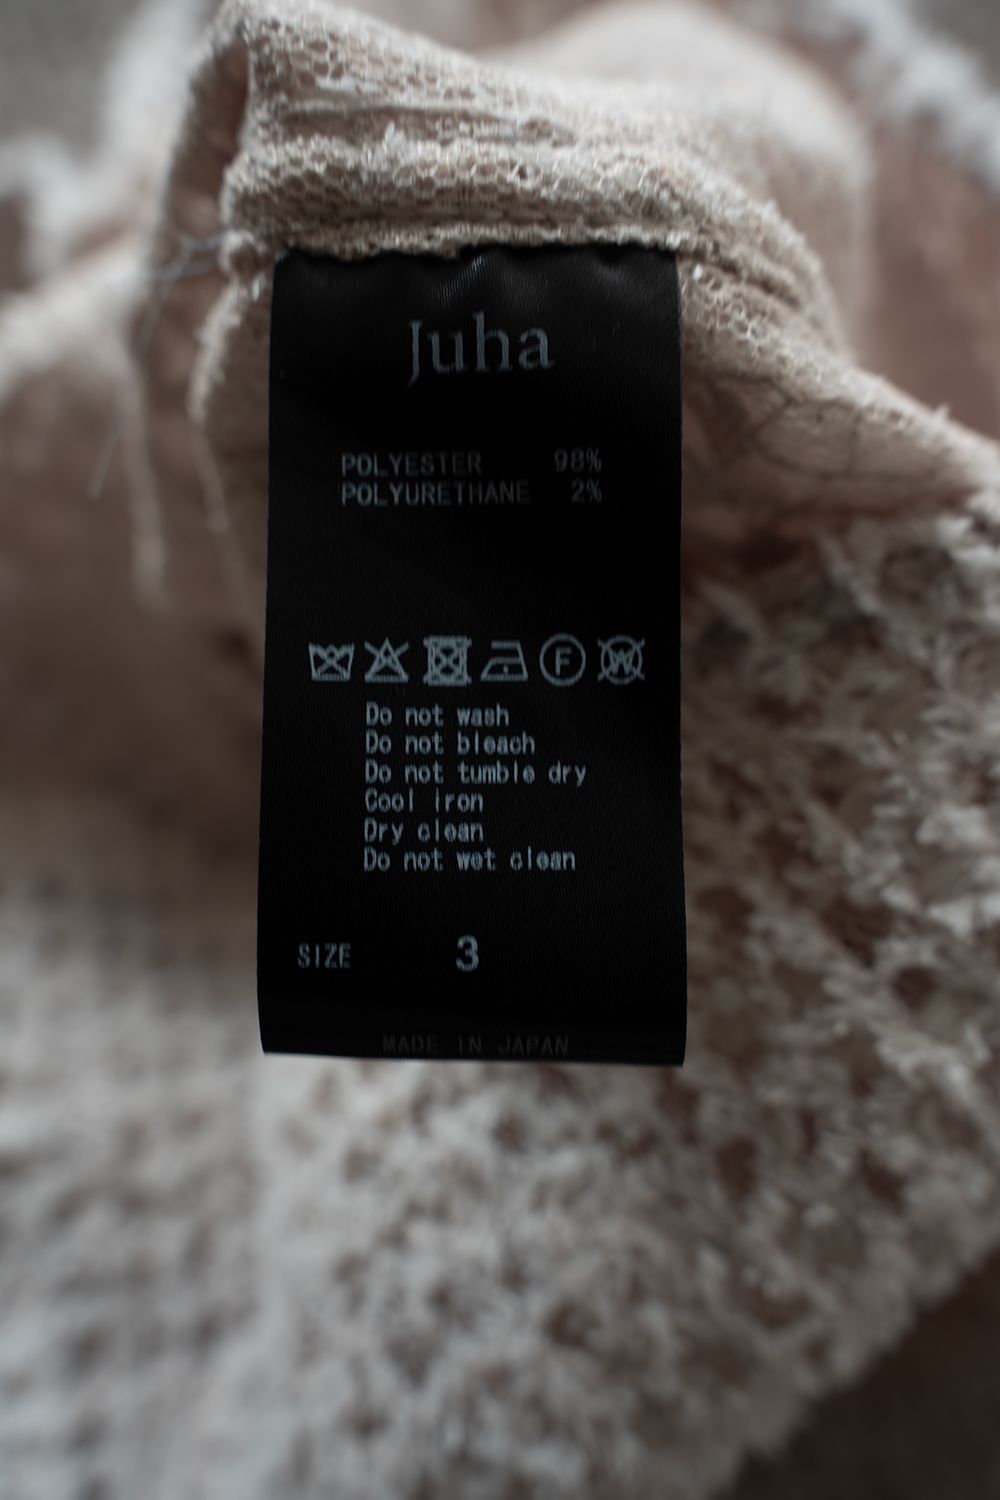 Juha
POLYESTER 98%
POLYURETHANE 2%
F W
Do not wash
Do not bleach
Do not tumble dry
Cool iron
Dry clean
Do not wet clean
SIZE 3
MADE IN JAPAN